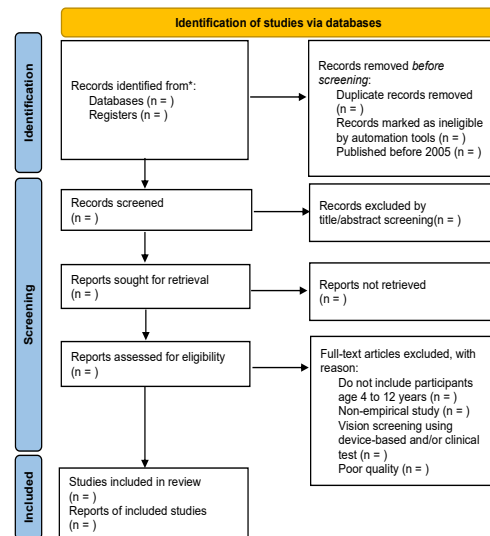 Identification of studies via databases
Identification
Records identified from*:
Databases (n = )
Registers (n = )
Records removed before
screening:
Duplicate records removed
(n = )
Records marked as ineligible
by automation tools (n = )
Published before 2005 (n = )
Screening
Records screened
(n = )
Records excluded by
title/abstract screening(n = )
Reports sought for retrieval
(n = )
Reports not retrieved
(n = )
Reports assessed for eligibility
(n = )
Full-text articles excluded, with
reason:
Do not include participants
age 4 to 12 years (n = )
Non-empirical study (n = )
Vision screening using
device-based and/or clinical
test (n = )
Poor quality (n = )
Included
Studies included in review
(n = )
Reports of included studies
(n = )